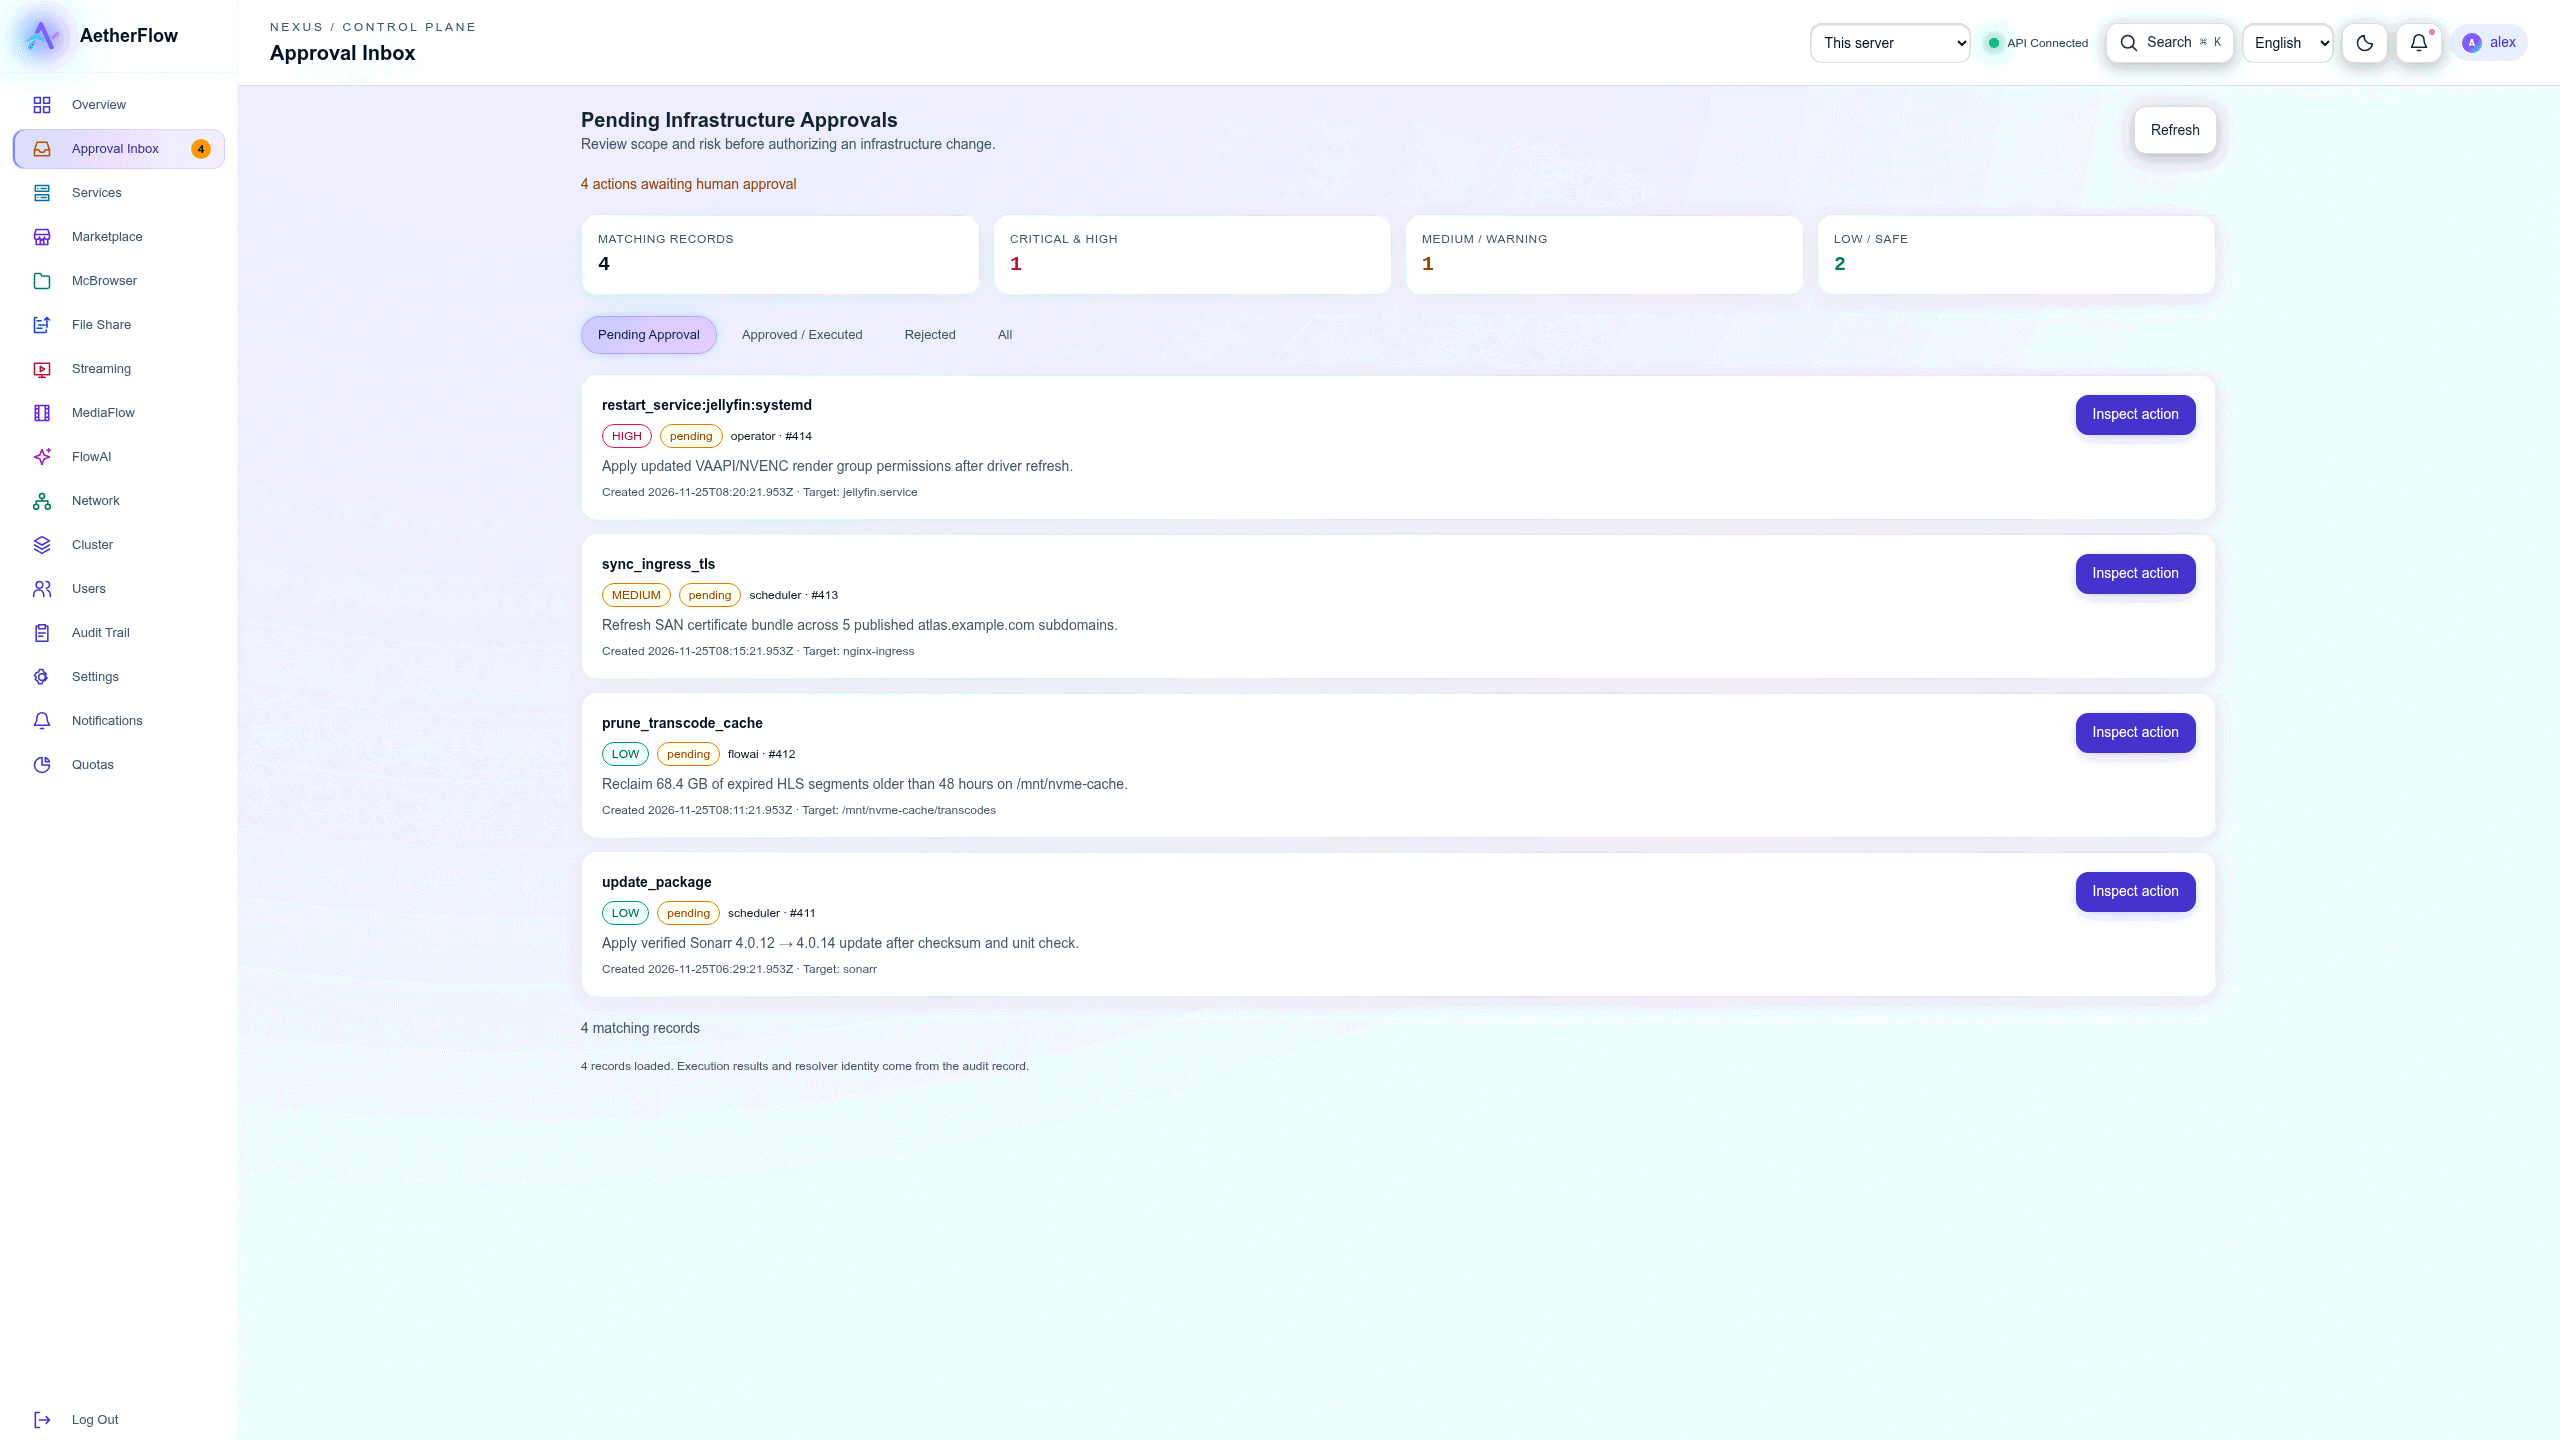 AetherFlow
NEXUS / CONTROL PLANE
Approval Inbox
This server
API Connected
Search ⌘ K
English
A alex
Overview
Approval Inbox 4
Services
Marketplace
McBrowser
File Share
Streaming
MediaFlow
FlowAI
Network
Cluster
Users
Audit Trail
Settings
Notifications
Quotas
Log Out
Pending Infrastructure Approvals
Review scope and risk before authorizing an infrastructure change.
Refresh
4 actions awaiting human approval
MATCHING RECORDS
4
CRITICAL & HIGH
1
MEDIUM / WARNING
1
LOW / SAFE
2
Pending Approval
Approved / Executed
Rejected
All
restart_service:jellyfin:systemd
HIGH pending operator · #414
Apply updated VAAPI/NVENC render group permissions after driver refresh.
Created 2026-11-25T08:20:21.953Z · Target: jellyfin.service
Inspect action
sync_ingress_tls
MEDIUM pending scheduler · #413
Refresh SAN certificate bundle across 5 published atlas.example.com subdomains.
Created 2026-11-25T08:15:21.953Z · Target: nginx-ingress
Inspect action
prune_transcode_cache
LOW pending flowai · #412
Reclaim 68.4 GB of expired HLS segments older than 48 hours on /mnt/nvme-cache.
Created 2026-11-25T08:11:21.953Z · Target: /mnt/nvme-cache/transcodes
Inspect action
update_package
LOW pending scheduler · #411
Apply verified Sonarr 4.0.12 → 4.0.14 update after checksum and unit check.
Created 2026-11-25T06:29:21.953Z · Target: sonarr
Inspect action
4 matching records
4 records loaded. Execution results and resolver identity come from the audit record.